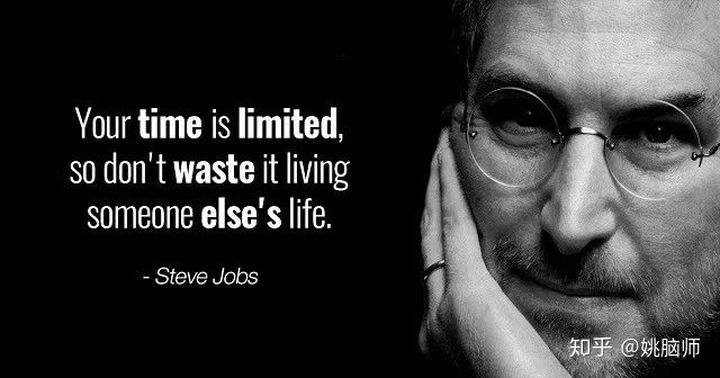 Your time is limited,
so don't waste it living
someone else's life.
- Steve Jobs
知乎 @姚脑师